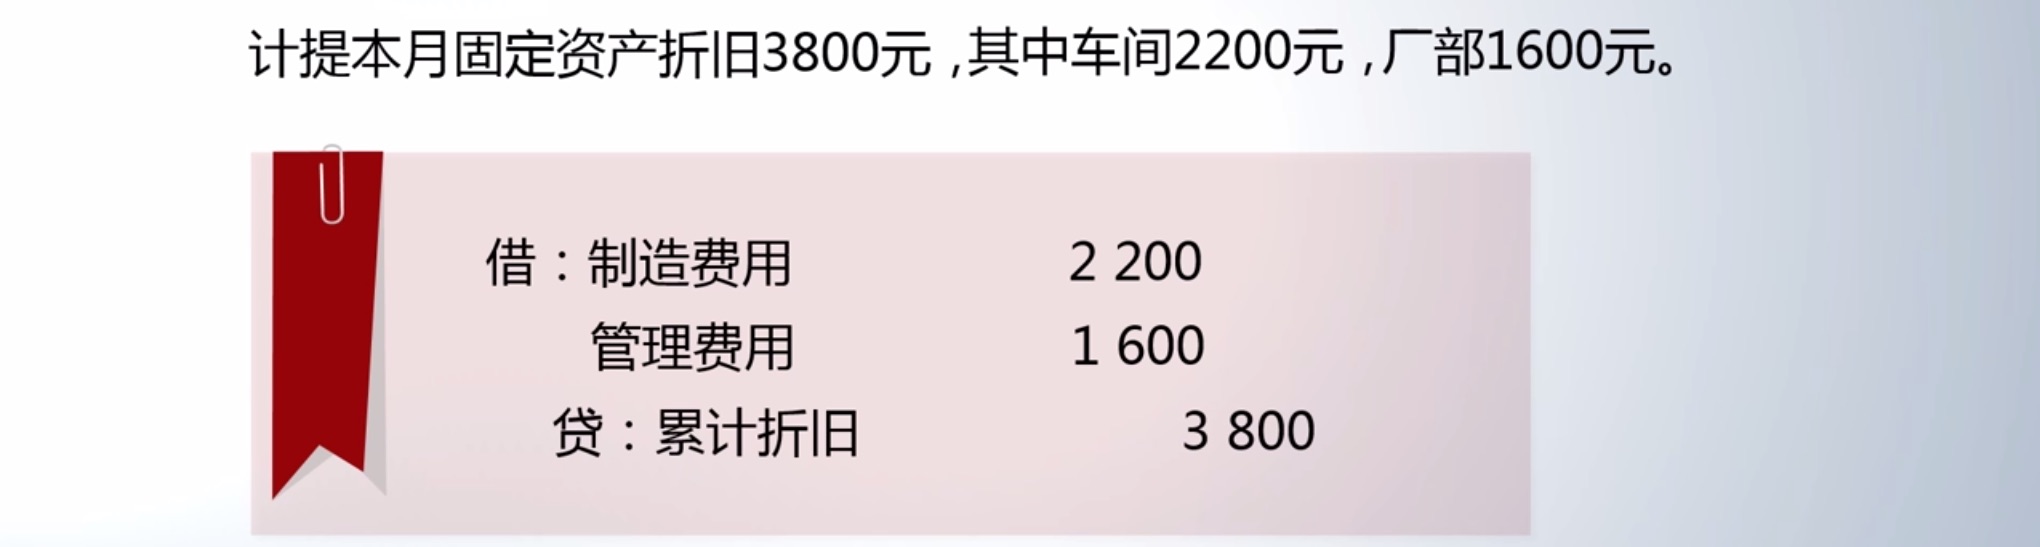 计提本月固定资产折旧3800元,其中车间2200元,厂部1600元。
借：制造费用 2 200
管理费用 1 600
贷：累计折旧 3 800